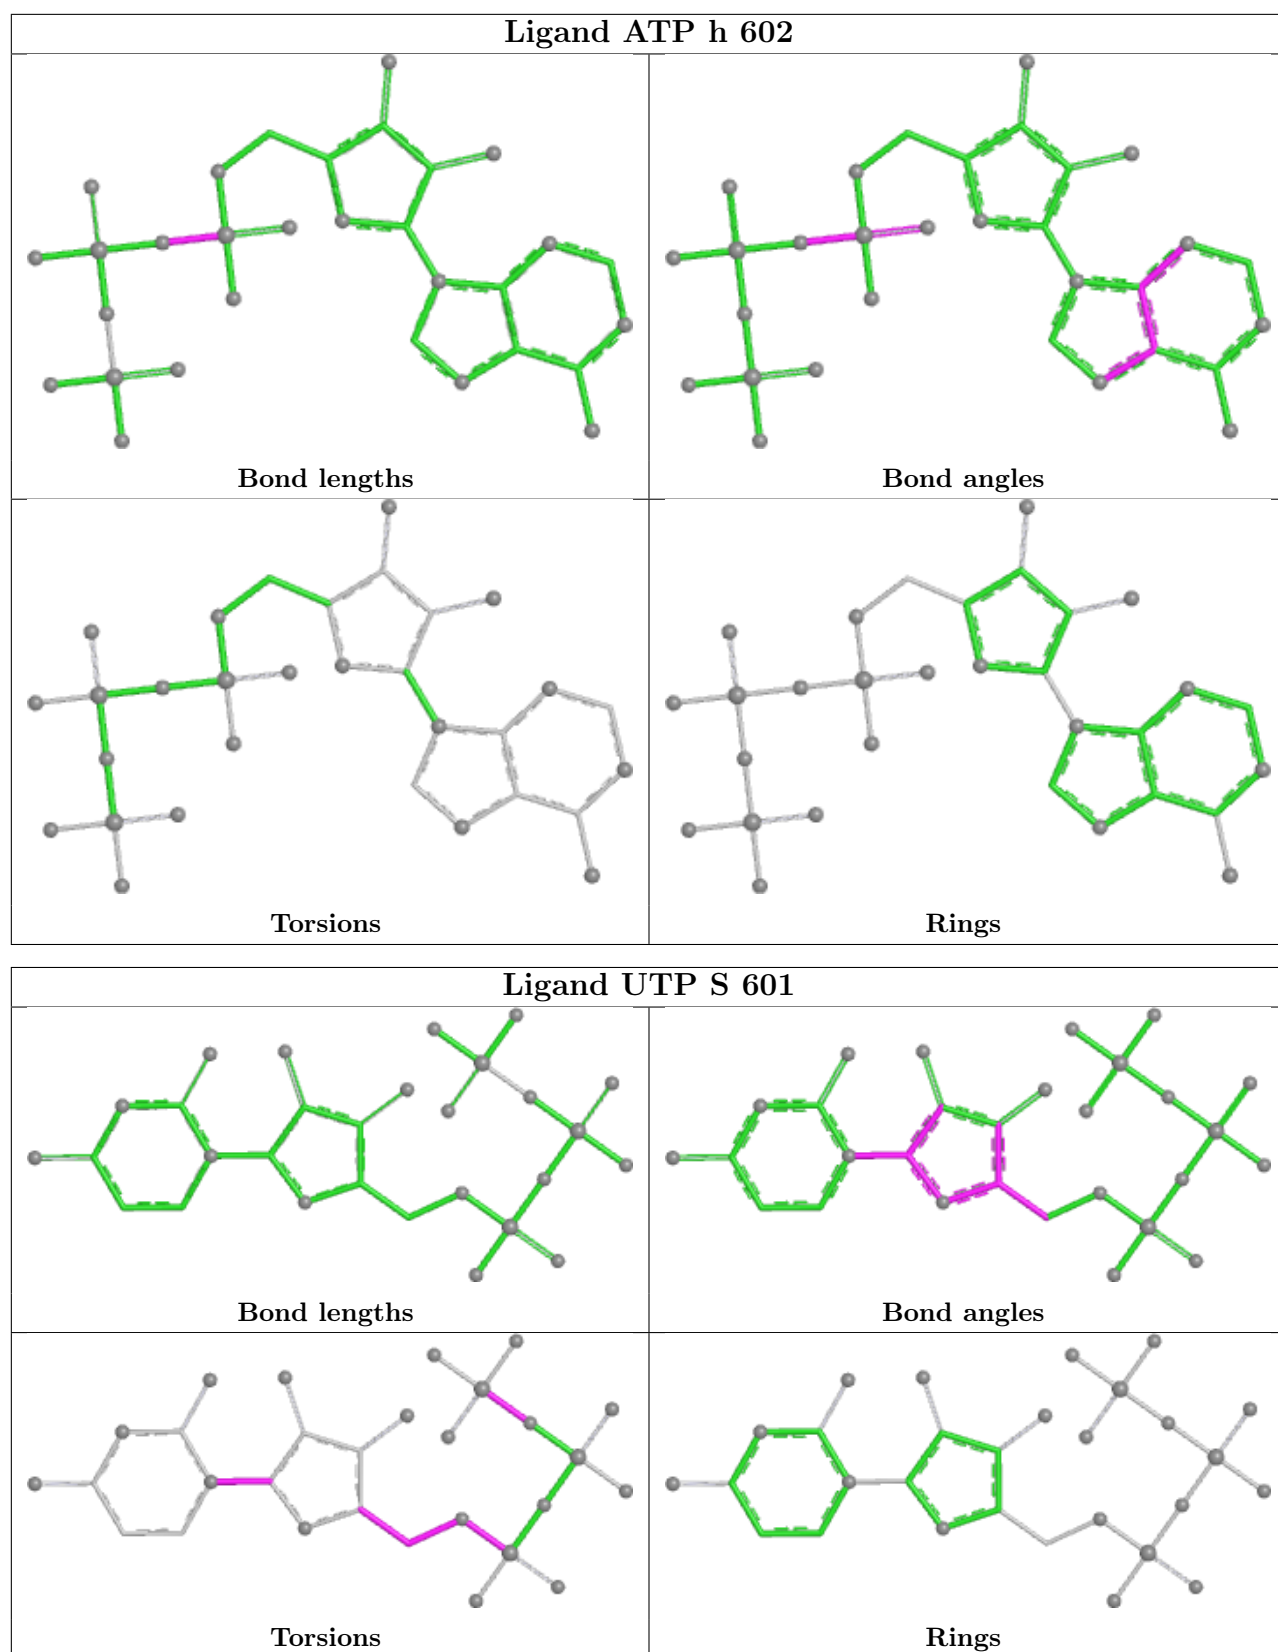 Ligand ATP h 602
Bond lengths
Bond angles
Torsions
Rings
Ligand UTP S 601
Bond lengths
Bond angles
Torsions
Rings